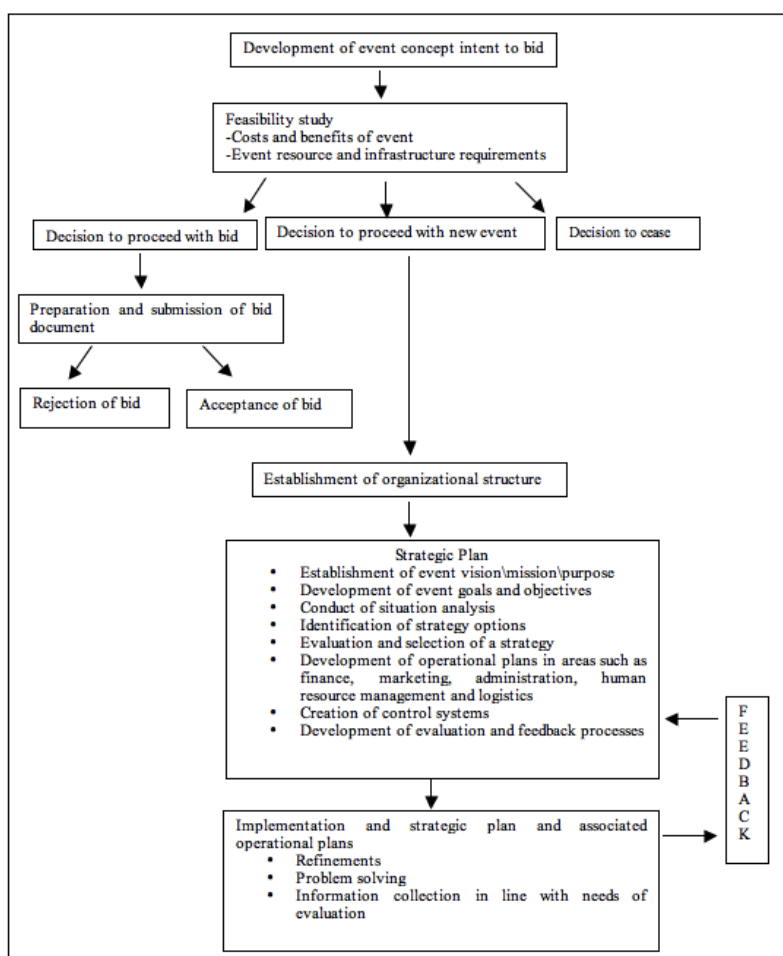 Development of event concept intent to bid
Feasibility study
-Costs and benefits of event
-Event resource and infrastructure requirements
Decision to proceed with bid
Decision to proceed with new event
Decision to cease
Preparation and submission of bid
document
Rejection of bid
Acceptance of bid
Establishment of organizational structure
Strategic Plan
• Establishment of event vision\mission\purpose
• Development of event goals and objectives
• Conduct of situation analysis
• Identification of strategy options
• Evaluation and selection of a strategy
• Development of operational plans in areas such as
finance, marketing, administration, human
resource management and logistics
• Creation of control systems
• Development of evaluation and feedback processes
F
E
E
D
B
A
C
K
Implementation and strategic plan and associated
operational plans
• Refinements
• Problem solving
• Information collection in line with needs of
evaluation